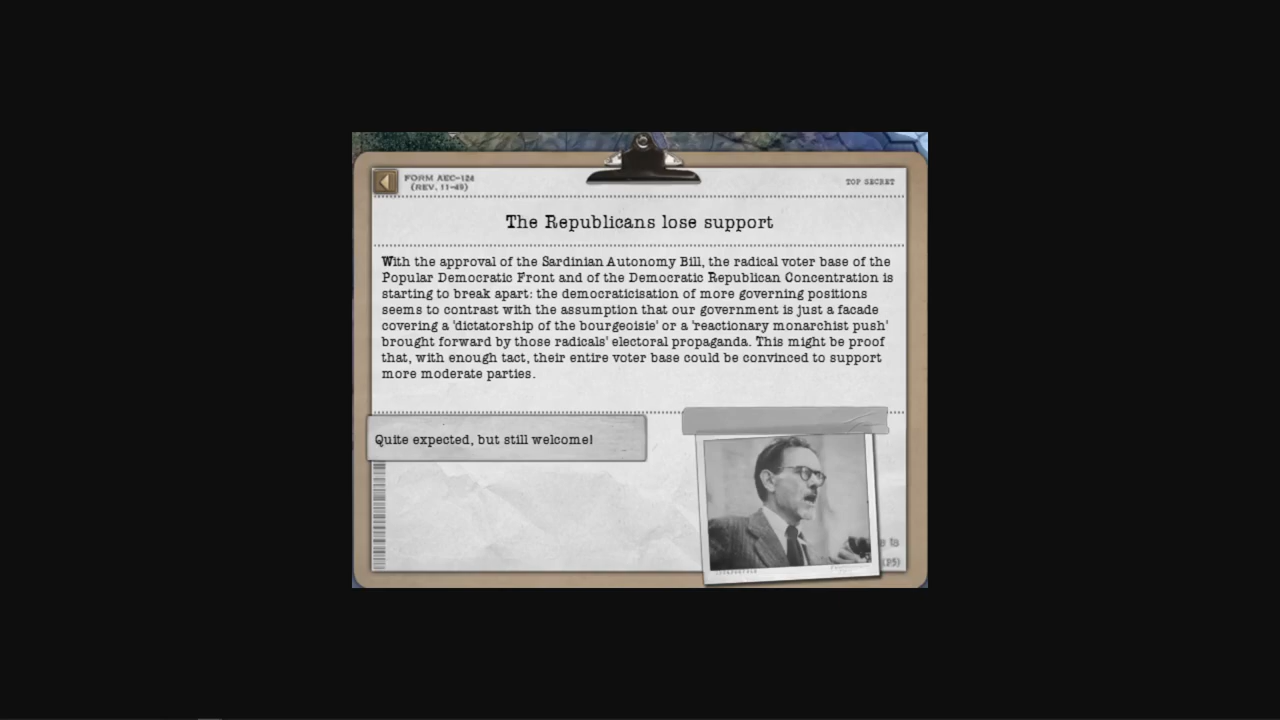 FORM AEC-124
(REV. 11-49)
TOP SECRET
The Republicans lose support
With the approval of the Sardinian Autonomy Bill, the radical voter base of the
Popular Democratic Front and of the Democratic Republican Concentration is
starting to break apart: the democraticisation of more governing positions
seems to contrast with the assumption that our government is just a facade
covering a 'dictatorship of the bourgeoisie' or a 'reactionary monarchist push'
brought forward by those radicals' electoral propaganda. This might be proof
that, with enough tact, their entire voter base could be convinced to support
more moderate parties.
Quite expected, but still welcome!